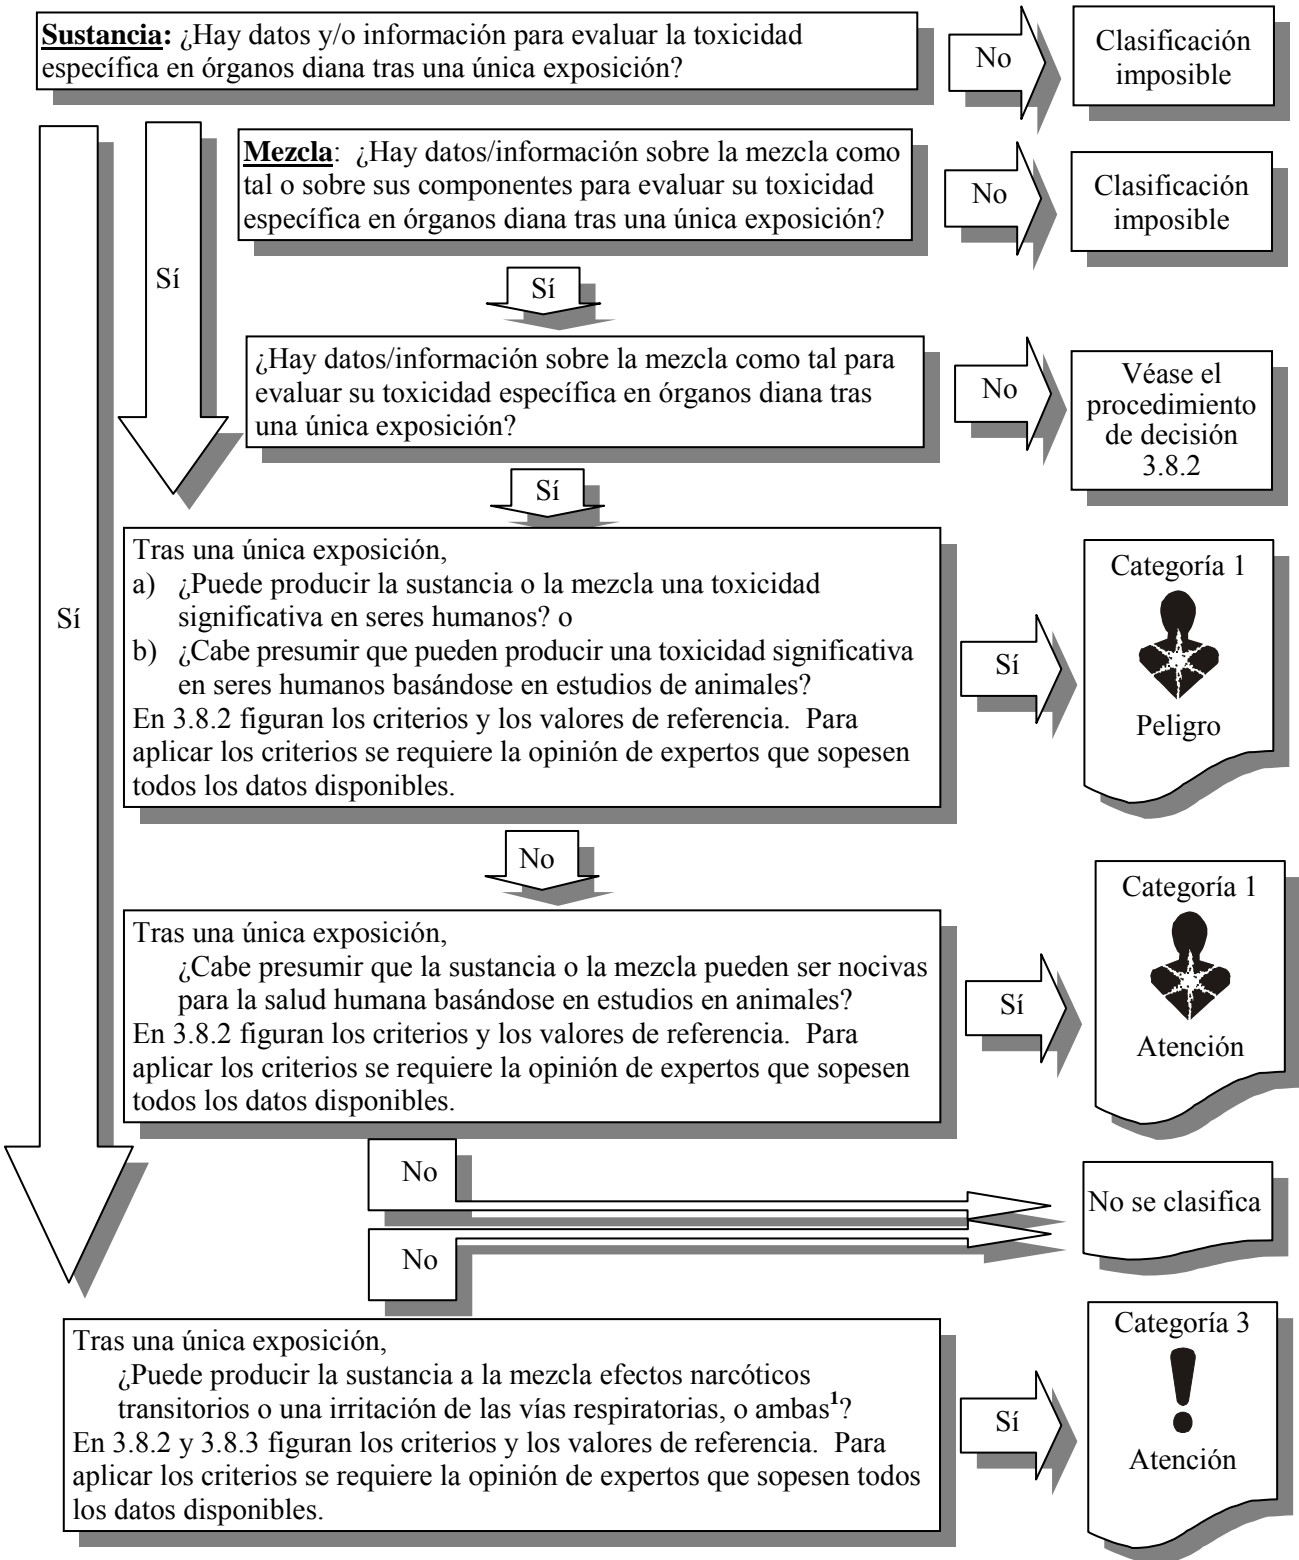 Sustancia: ¿Hay datos y/o información para evaluar la toxicidad
específica en órganos diana tras una única exposición?
No
Clasificación
imposible
Mezcla: ¿Hay datos/información sobre la mezcla como
tal o sobre sus componentes para evaluar su toxicidad
específica en órganos diana tras una única exposición?
No
Clasificación
imposible
Sí
Sí
Sí
¿Hay datos/información sobre la mezcla como tal para
evaluar su toxicidad específica en órganos diana tras
una única exposición?
No
Véase el
procedimiento
de decisión
3.8.2
Sí
Tras una única exposición,
a) ¿Puede producir la sustancia o la mezcla una toxicidad
significativa en seres humanos? o
b) ¿Cabe presumir que pueden producir una toxicidad significativa
en seres humanos basándose en estudios de animales?
En 3.8.2 figuran los criterios y los valores de referencia. Para
aplicar los criterios se requiere la opinión de expertos que sopesen
todos los datos disponibles.
Sí
Categoría 1
Peligro
No
Tras una única exposición,
¿Cabe presumir que la sustancia o la mezcla pueden ser nocivas
para la salud humana basándose en estudios en animales?
En 3.8.2 figuran los criterios y los valores de referencia. Para
aplicar los criterios se requiere la opinión de expertos que sopesen
todos los datos disponibles.
Sí
Categoría 1
Atención
No
No se clasifica
No
Tras una única exposición,
¿Puede producir la sustancia a la mezcla efectos narcóticos
transitorios o una irritación de las vías respiratorias, o ambas1?
En 3.8.2 y 3.8.3 figuran los criterios y los valores de referencia. Para
aplicar los criterios se requiere la opinión de expertos que sopesen todos
los datos disponibles.
Sí
Categoría 3
Atención